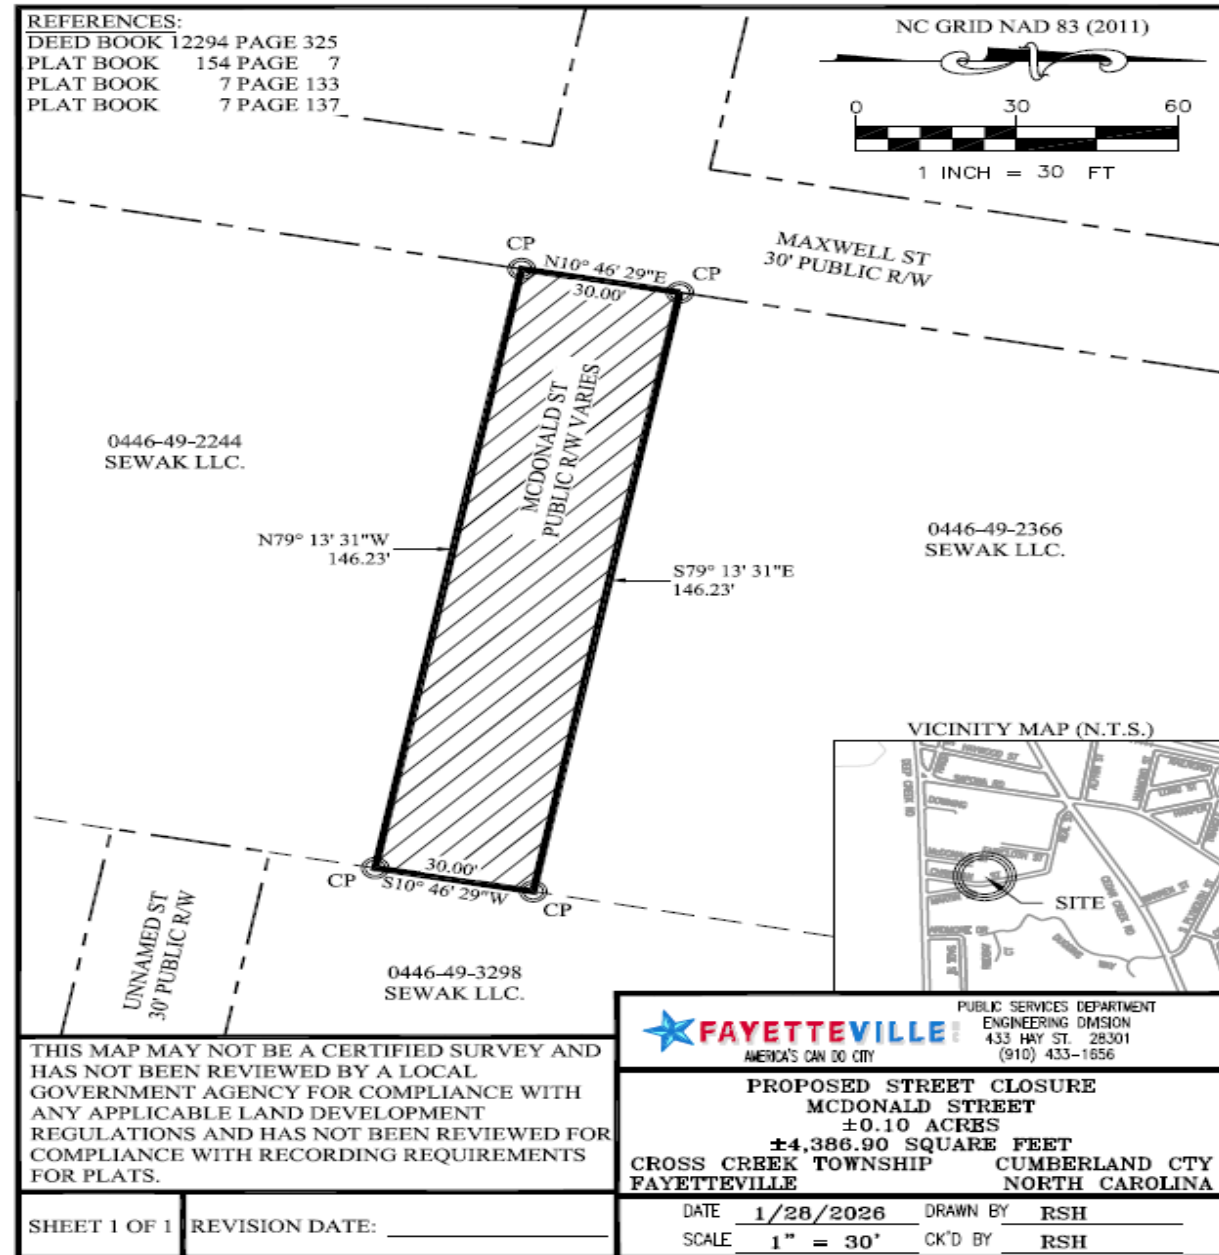 REFERENCES:
DEED BOOK 12294 PAGE 325
PLAT BOOK 154 PAGE 7
PLAT BOOK 7 PAGE 133
PLAT BOOK 7 PAGE 137
NC GRID NAD 83 (2011)
0 30 60
1 INCH = 30 FT
MAXWELL ST
30' PUBLIC R/W
CP
N10° 46' 29"E
CP
30.00'
MCDONALD ST
PUBLIC R/W VARIES
0446-49-2244
SEWAK LLC.
0446-49-2366
SEWAK LLC.
N79° 13' 31"W
146.23'
S79° 13' 31"E
146.23'
30.00'
CP
S10° 46' 29"W
CP
UNNAMED ST
30' PUBLIC R/W
0446-49-3298
SEWAK LLC.
VICINITY MAP (N.T.S.)
HAYWOOD ST
DEEP CREEK RD
DOWNING
CEDAR CREEK RD
SITE
THIS MAP MAY NOT BE A CERTIFIED SURVEY AND
HAS NOT BEEN REVIEWED BY A LOCAL
GOVERNMENT AGENCY FOR COMPLIANCE WITH
ANY APPLICABLE LAND DEVELOPMENT
REGULATIONS AND HAS NOT BEEN REVIEWED FOR
COMPLIANCE WITH RECORDING REQUIREMENTS
FOR PLATS.
SHEET 1 OF 1
REVISION DATE:
FAYETTEVILLE
AMERICA'S CAN DO CITY
PUBLIC SERVICES DEPARTMENT
ENGINEERING DIVISION
433 HAY ST. 28301
(910) 433-1656
PROPOSED STREET CLOSURE
MCDONALD STREET
±0.10 ACRES
±4,386.90 SQUARE FEET
CROSS CREEK TOWNSHIP CUMBERLAND CTY
FAYETTEVILLE NORTH CAROLINA
DATE 1/28/2026 DRAWN BY RSH
SCALE 1" = 30' CK'D BY RSH